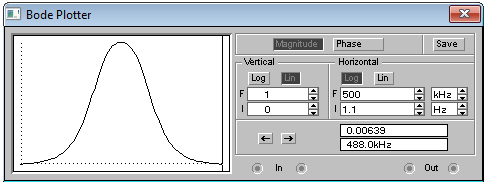 Bode Plotter
Magnitude Phase Save
Vertical Horizontal
Log Lin Log Lin
F 1 F 500 kHz
I 0 I 1.1 Hz
← → 0.00639
488.0kHz
In Out